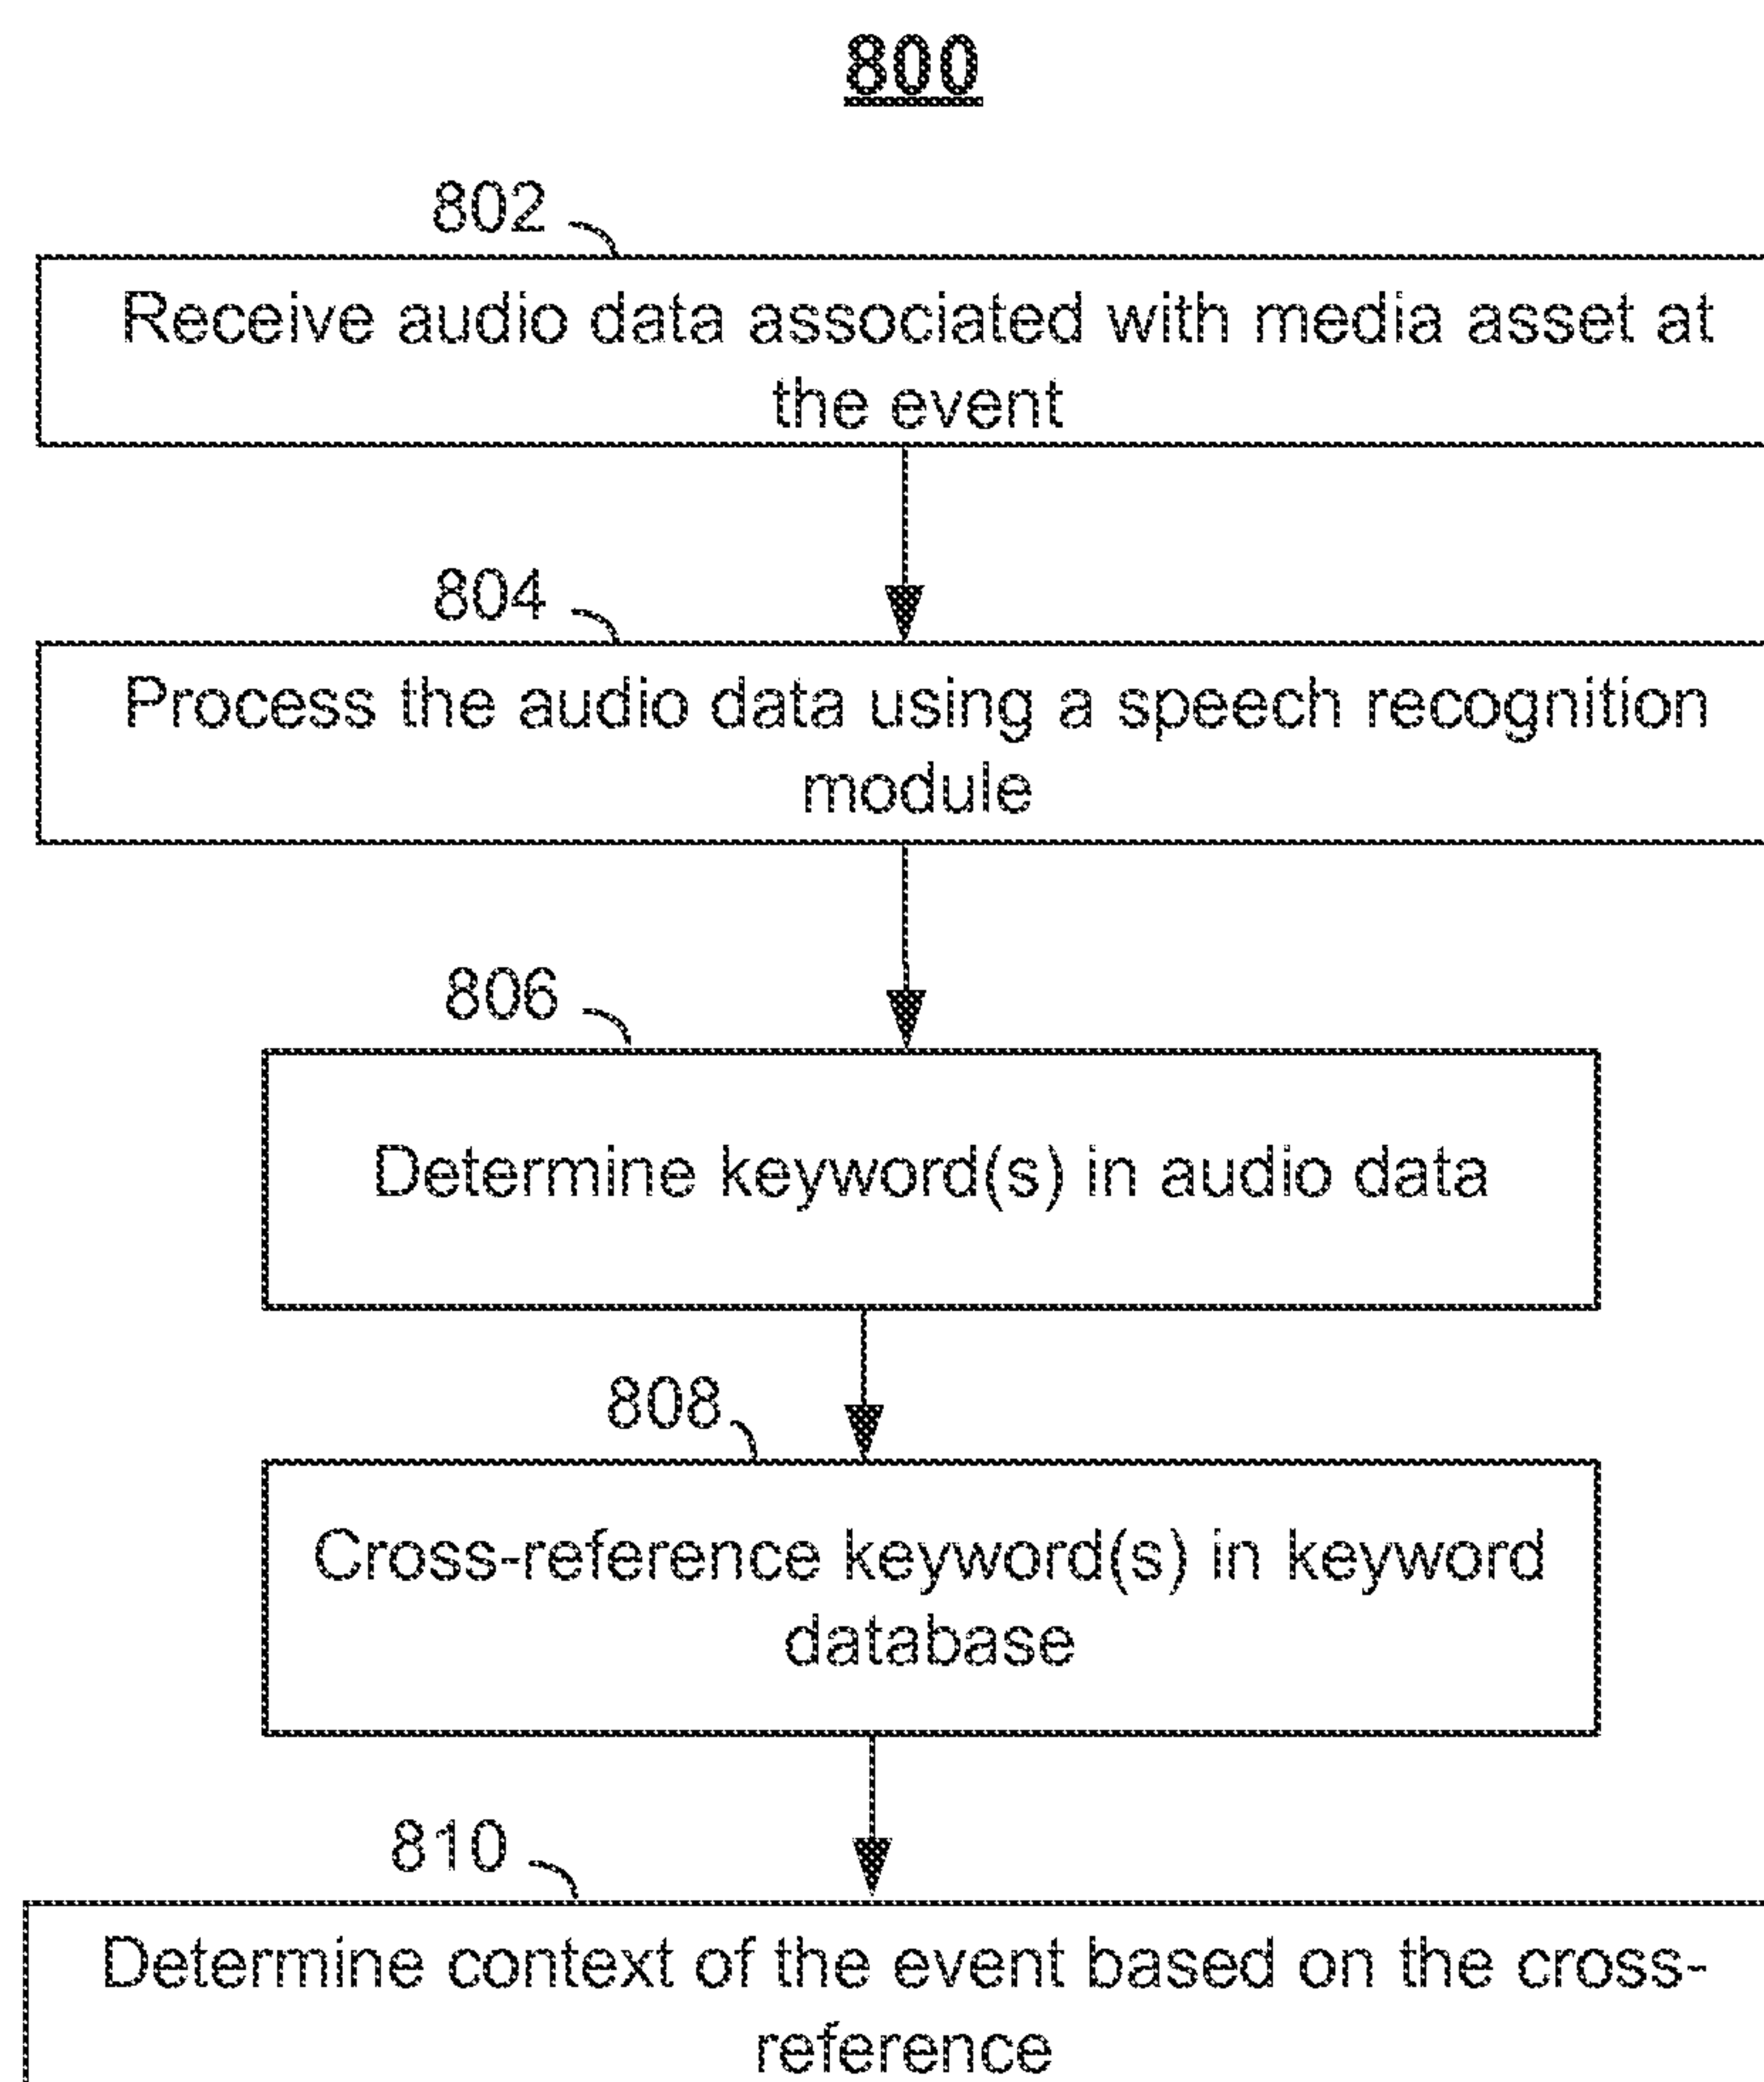 800
802
Receive audio data associated with media asset at
the event
804
Process the audio data using a speech recognition
module
806
Determine keyword(s) in audio data
808
Cross-reference keyword(s) in keyword
database
810
Determine context of the event based on the cross-
reference